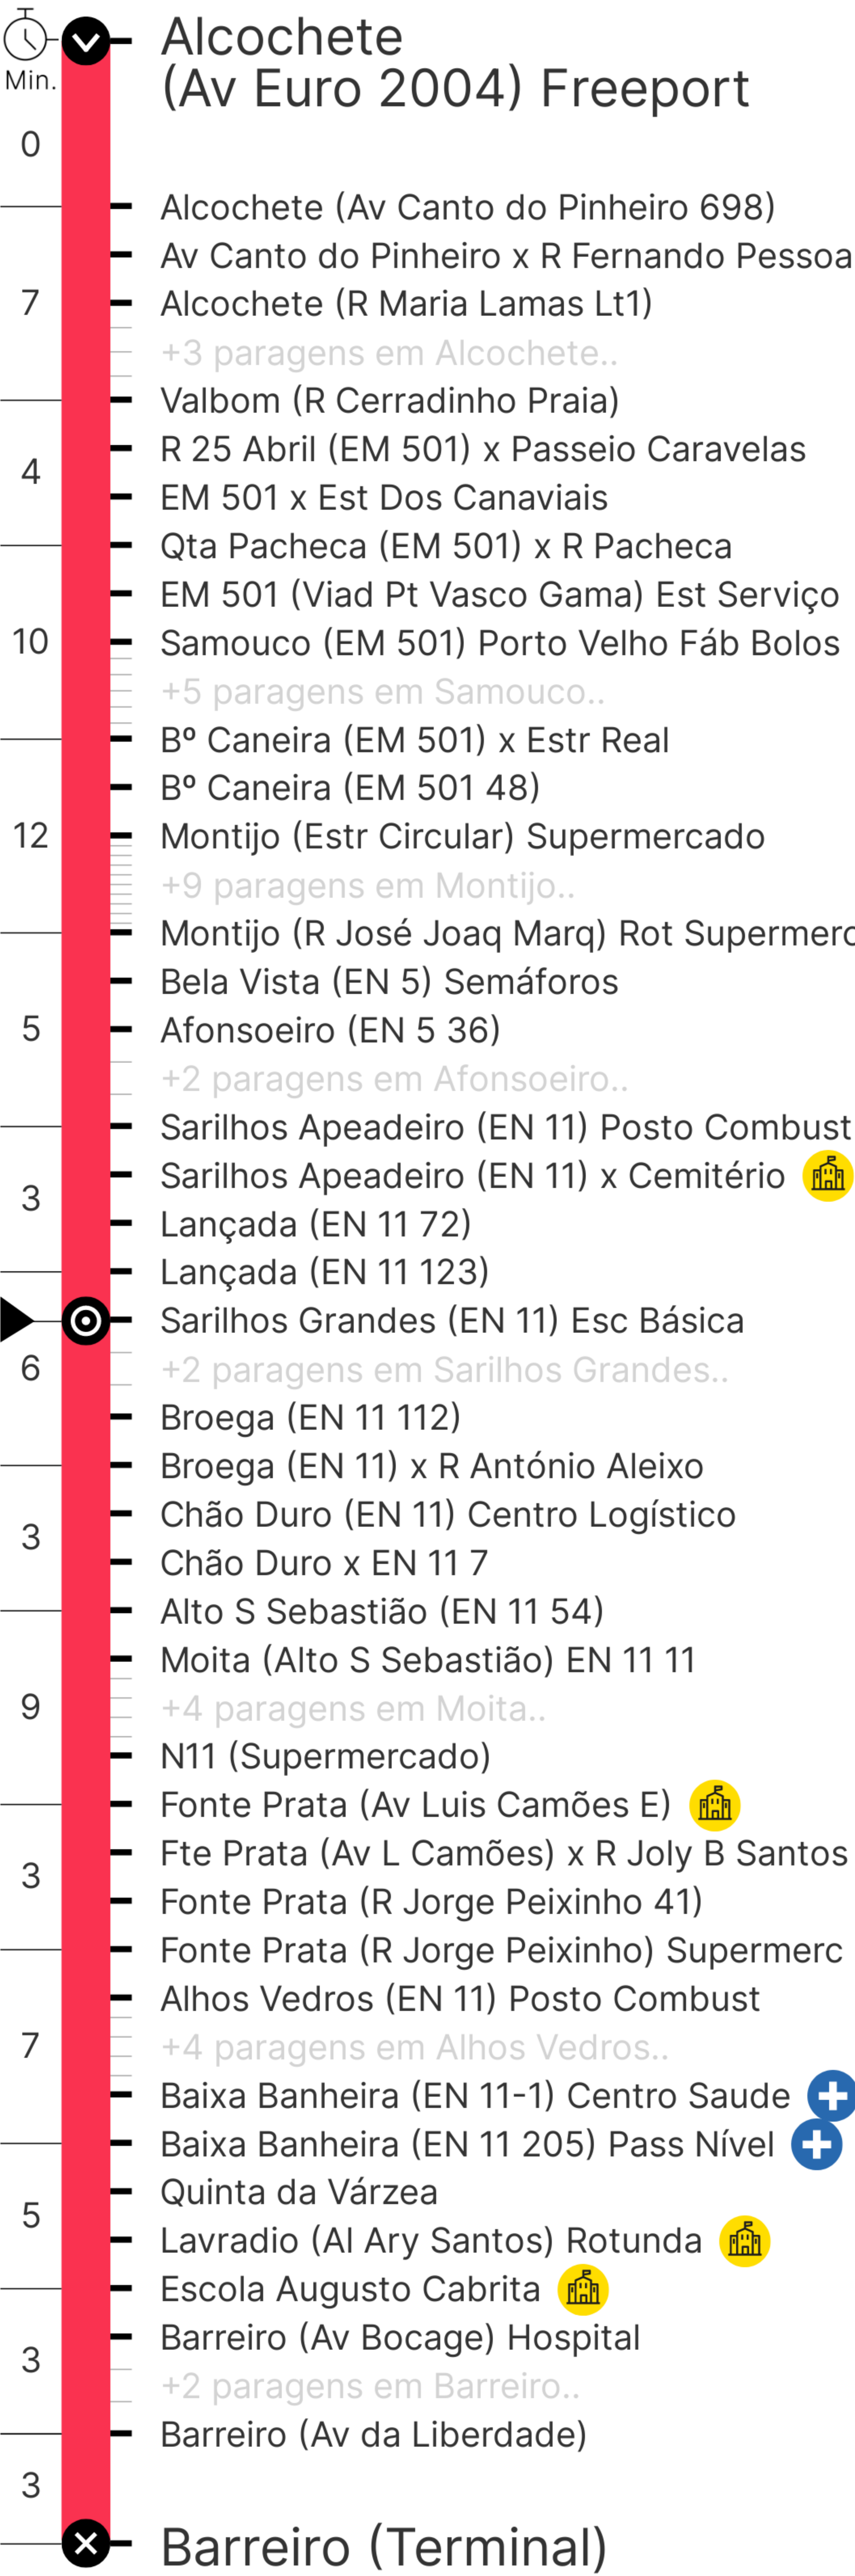 Alcochete
(Av Euro 2004) Freeport
Min.
0
Alcochete (Av Canto do Pinheiro 698)
Av Canto do Pinheiro x R Fernando Pessoa
7
Alcochete (R Maria Lamas Lt1)
+3 paragens em Alcochete..
Valbom (R Cerradinho Praia)
R 25 Abril (EM 501) x Passeio Caravelas
4
EM 501 x Est Dos Canaviais
Qta Pacheca (EM 501) x R Pacheca
EM 501 (Viad Pt Vasco Gama) Est Serviço
10
Samouco (EM 501) Porto Velho Fáb Bolos
+5 paragens em Samouco..
Bº Caneira (EM 501) x Estr Real
Bº Caneira (EM 501 48)
12
Montijo (Estr Circular) Supermercado
+9 paragens em Montijo..
Montijo (R José Joaq Marq) Rot Supermerc
Bela Vista (EN 5) Semáforos
5
Afonsoeiro (EN 5 36)
+2 paragens em Afonsoeiro..
Sarilhos Apeadeiro (EN 11) Posto Combust
Sarilhos Apeadeiro (EN 11) x Cemitério
3
Lançada (EN 11 72)
Lançada (EN 11 123)
Sarilhos Grandes (EN 11) Esc Básica
6
+2 paragens em Sarilhos Grandes..
Broega (EN 11 112)
Broega (EN 11) x R António Aleixo
Chão Duro (EN 11) Centro Logístico
3
Chão Duro x EN 11 7
Alto S Sebastião (EN 11 54)
Moita (Alto S Sebastião) EN 11 11
9
+4 paragens em Moita..
N11 (Supermercado)
Fonte Prata (Av Luis Camões E)
Fte Prata (Av L Camões) x R Joly B Santos
3
Fonte Prata (R Jorge Peixinho 41)
Fonte Prata (R Jorge Peixinho) Supermerc
Alhos Vedros (EN 11) Posto Combust
7
+4 paragens em Alhos Vedros..
Baixa Banheira (EN 11-1) Centro Saude
Baixa Banheira (EN 11 205) Pass Nível
Quinta da Várzea
5
Lavradio (Al Ary Santos) Rotunda
Escola Augusto Cabrita
Barreiro (Av Bocage) Hospital
3
+2 paragens em Barreiro..
Barreiro (Av da Liberdade)
3
Barreiro (Terminal)